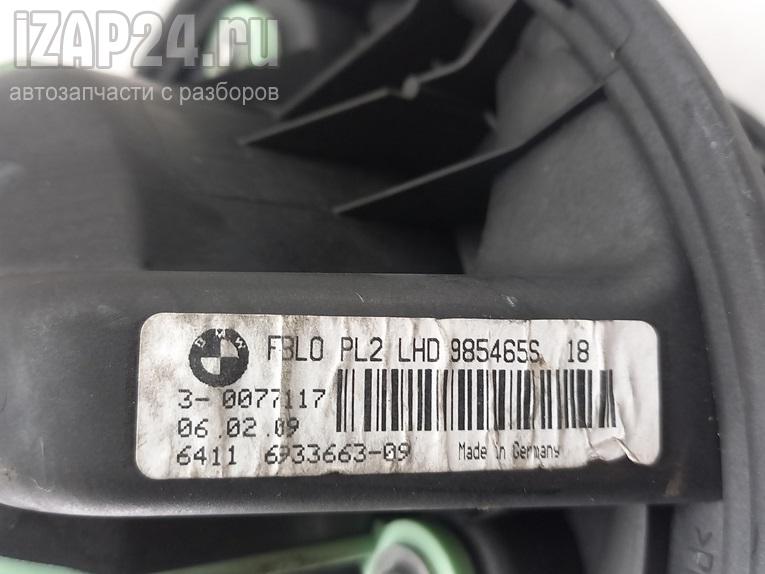 iZAP24.ru
автозапчасти с разборов
BMW
FBLO PL2 LHD 985465S 18
3- 0077117
06.02.09
6411 6933663-09 Made in Germany